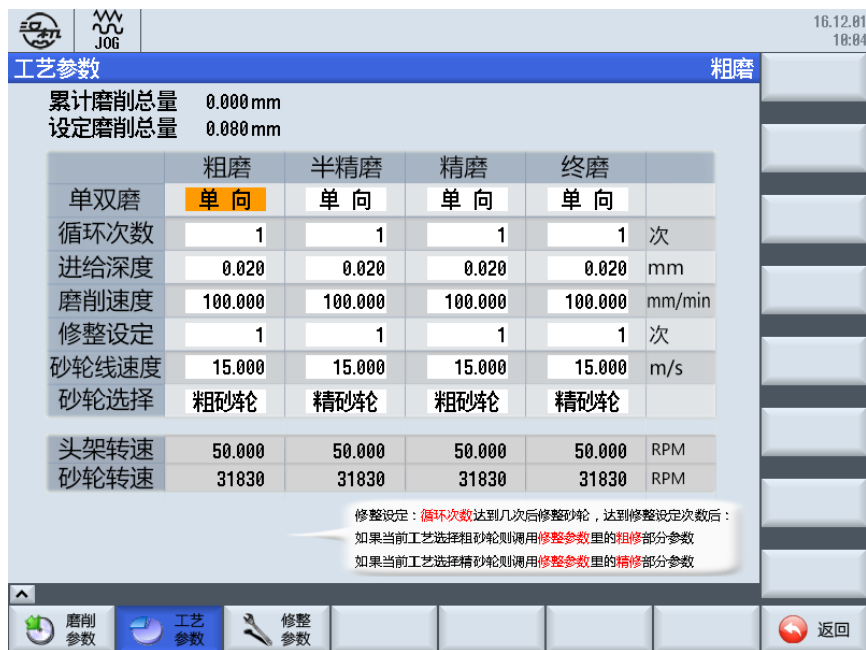 JOG
16.12.01
10:04
工艺参数 粗磨
累计磨削总量 0.000 mm
设定磨削总量 0.080 mm
粗磨 半精磨 精磨 终磨
单双磨 单 向 单 向 单 向 单 向
循环次数 1 1 1 1 次
进给深度 0.020 0.020 0.020 0.020 mm
磨削速度 100.000 100.000 100.000 100.000 mm/min
修整设定 1 1 1 1 次
砂轮线速度 15.000 15.000 15.000 15.000 m/s
砂轮选择 粗砂轮 精砂轮 粗砂轮 精砂轮
头架转速 50.000 50.000 50.000 50.000 RPM
砂轮转速 31830 31830 31830 31830 RPM
修整设定：循环次数达到几次后修整砂轮，达到修整设定次数后：
如果当前工艺选择粗砂轮则调用修整参数里的粗修部分参数
如果当前工艺选择精砂轮则调用修整参数里的精修部分参数
磨削
参数
工艺
参数
修整
参数
返回